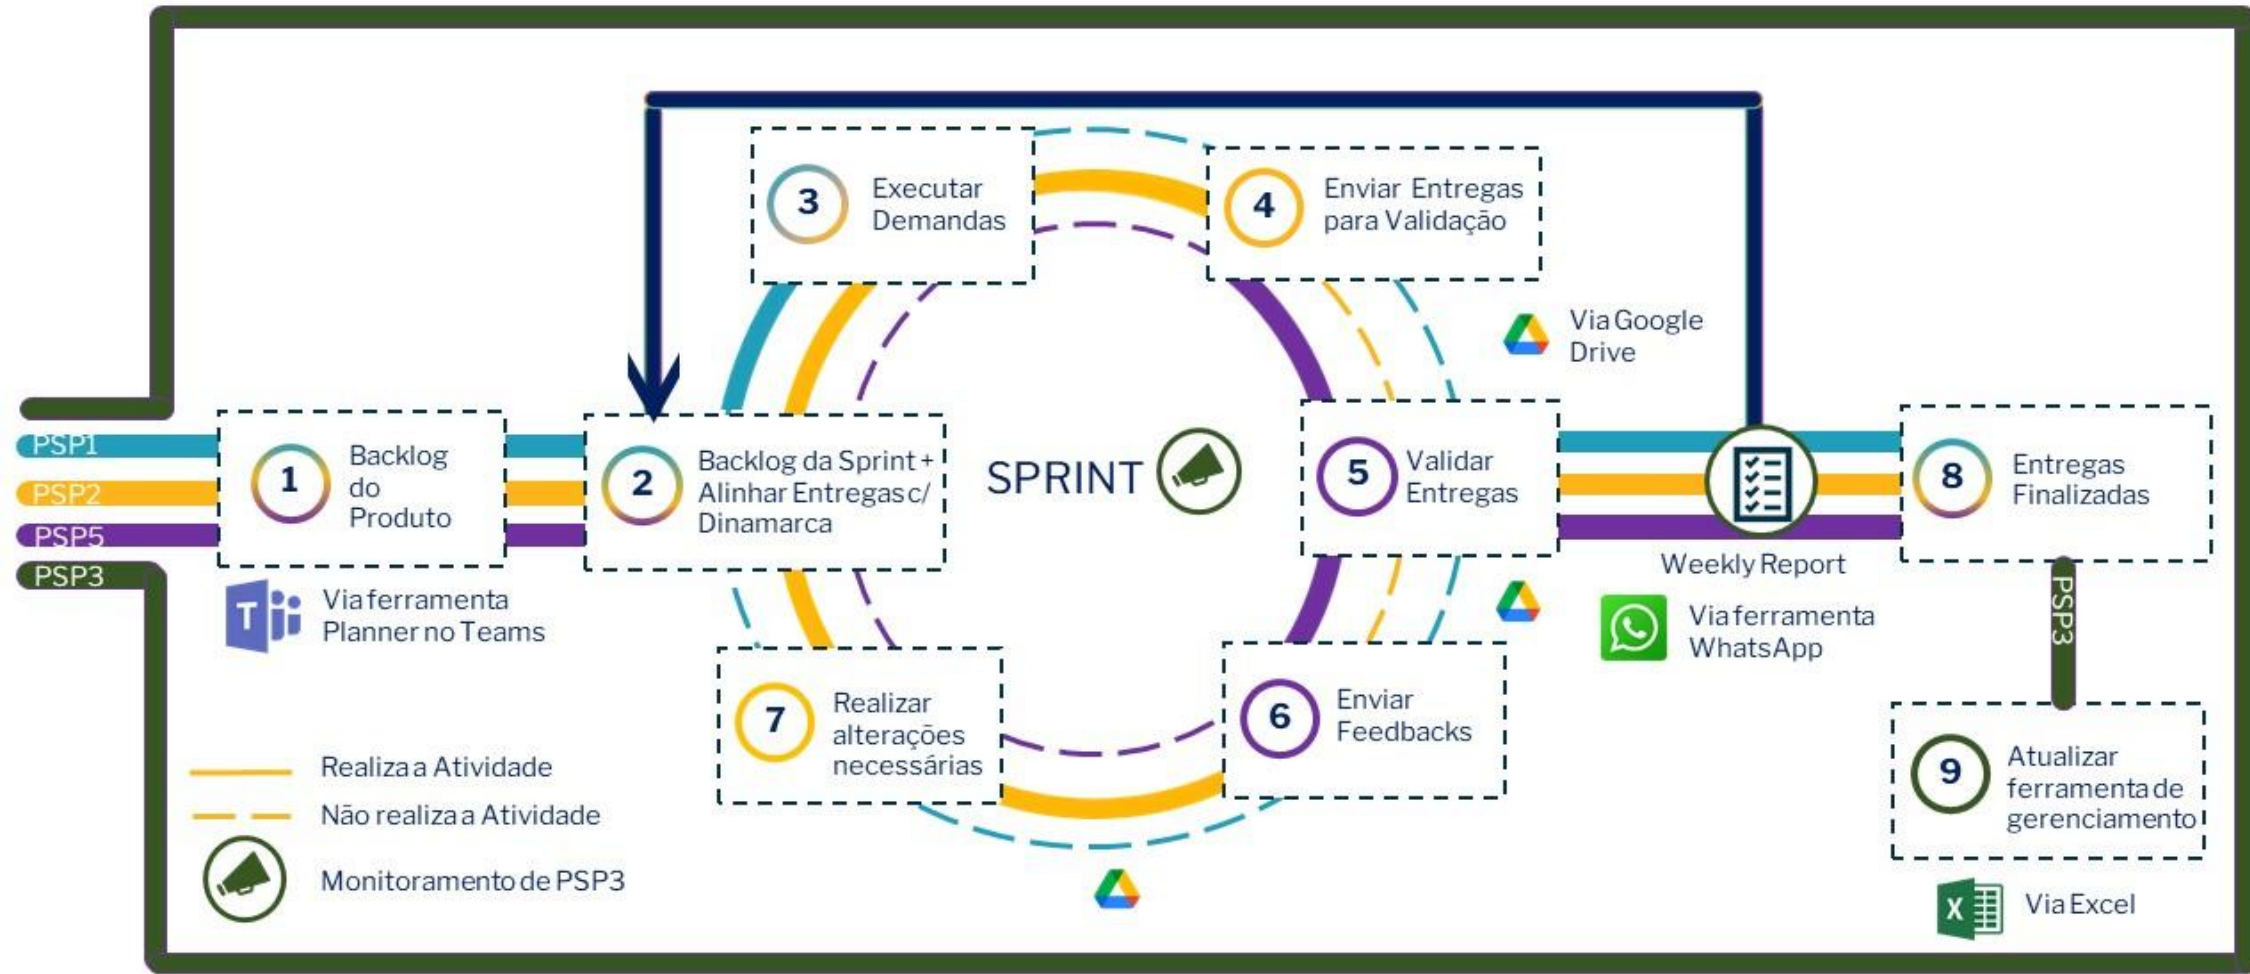 PSP1
PSP2
PSP5
PSP3
1
Backlog
do
Produto
Via ferramenta
Planner no Teams
T
2
Backlog da Sprint +
Alinhar Entregas c/
Dinamarca
3
Executar
Demandas
4
Enviar Entregas
para Validação
Via Google
Drive
SPRINT
5
Validar
Entregas
6
Enviar
Feedbacks
7
Realizar
alterações
necessárias
Weekly Report
Via ferramenta
WhatsApp
8
Entregas
Finalizadas
PSP3
9
Atualizar
ferramenta de
gerenciamento
X
Via Excel
Realiza a Atividade
Não realiza a Atividade
Monitoramento de PSP3